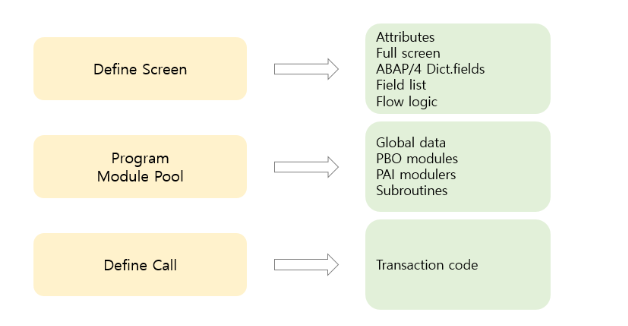 Define Screen
Attributes
Full screen
ABAP/4 Dict.fields
Field list
Flow logic
Program
Module Pool
Global data
PBO modules
PAI modulers
Subroutines
Define Call
Transaction code